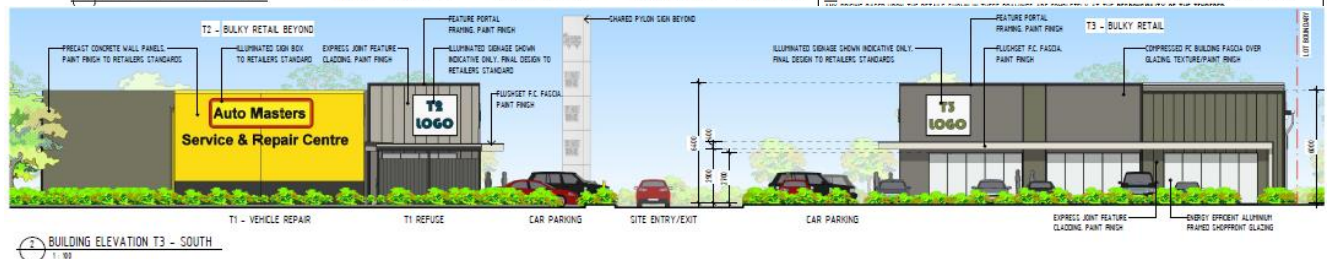 T2 - BULKY RETAIL BEYOND
FEATURE PORTAL
FRAMING. PAINT FINISH
SHARED PYLON SIGN BEYOND
PRECAST CONCRETE WALL PANELS.
PAINT FINISH TO RETAILERS STANDARDS
ILLUMINATED SIGN BOX
TO RETAILERS STANDARD
EXPRESS JOINT FEATURE
CLADDING. PAINT FINISH
ILLUMINATED SIGNAGE SHOWN
INDICATIVE ONLY. FINAL DESIGN TO
RETAILERS STANDARD
FLUSHSET F.C. FASCIA.
PAINT FINISH
Auto Masters
Service & Repair Centre
T2
LOGO
FEATURE PORTAL
FRAMING. PAINT FINISH
T3 - BULKY RETAIL
LOT BOUNDARY
ILLUMINATED SIGNAGE SHOWN INDICATIVE ONLY.
FINAL DESIGN TO RETAILERS STANDARDS
FLUSHSET F.C. FASCIA.
PAINT FINISH
COMPRESSED FC BUILDING FASCIA OVER
GLAZING. TEXTURE/PAINT FINISH
T3
LOGO
6600
600
2900
2700
6000
T1 - VEHICLE REPAIR
T1 REFUSE
CAR PARKING
SITE ENTRY/EXIT
CAR PARKING
EXPRESS JOINT FEATURE
CLADDING. PAINT FINISH
ENERGY EFFICIENT ALUMINIUM
FRAMED SHOPFRONT GLAZING
2
BUILDING ELEVATION T3 - SOUTH
1 : 100